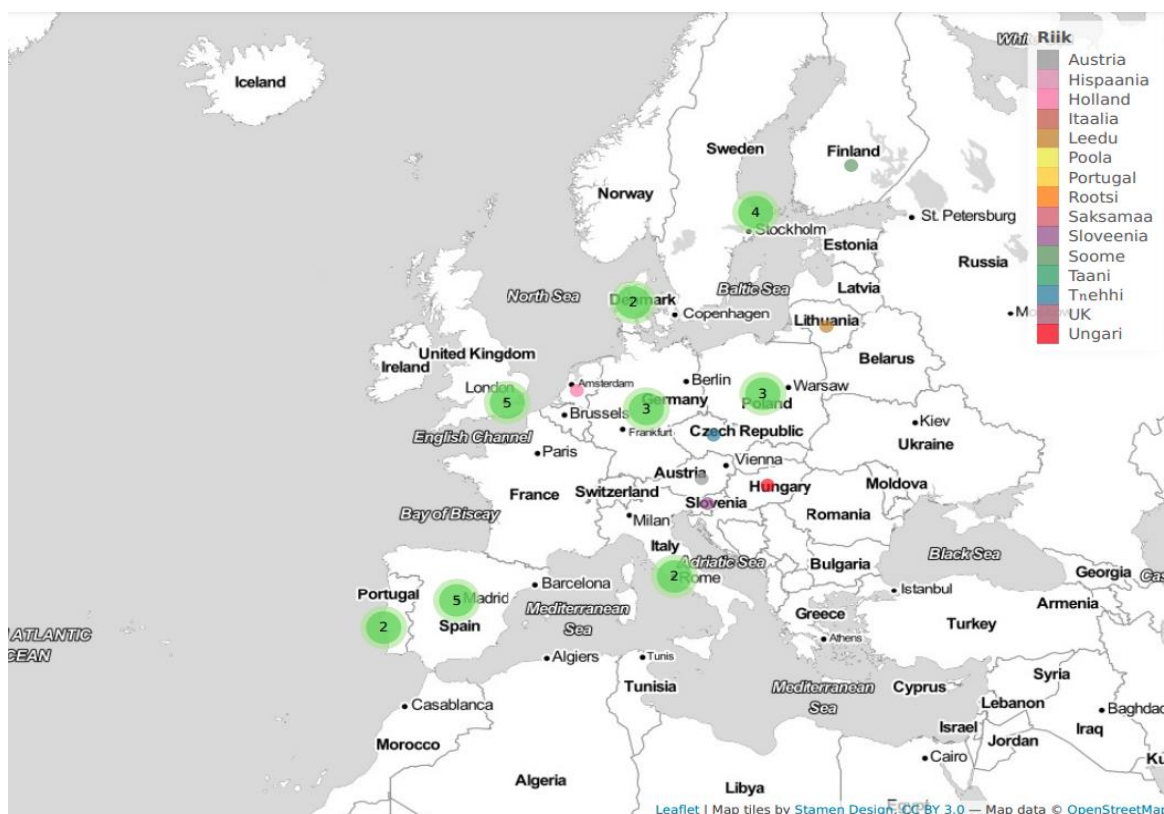 Riik
Austria
Hispaania
Holland
Itaalia
Leedu
Poola
Portugal
Rootsi
Saksamaa
Sloveenia
Soome
Taani
UK
Ungari
Iceland
Sweden
Finland
Norway
4
Stockholm
St. Petersburg
Estonia
Russia
North Sea
Baltic Sea
Latvia
Denmark
2
Copenhagen
Lithuania
United Kingdom
Ireland
Belarus
London
5
Amsterdam
Berlin
Warsaw
Germany
3
Poland
3
Brussels
Frankfurt
Czech Republic
Kiev
Ukraine
English Channel
Paris
Vienna
Austria
Hungary
Moldova
France
Switzerland
Slovenia
Romania
Bay of Biscay
Milan
Italy
Adriatic Sea
Black Sea
Bulgaria
Georgia
2
Rome
Portugal
Barcelona
Istanbul
5
Madrid
Armenia
Mediterranean
Sea
Greece
Turkey
2
Spain
Athens
ATLANTIC
CEAN
Algiers
Tunis
Tunisia
Mediterranean
Sea
Cyprus
Syria
Lebanon
Casablanca
Baghdad
Israel
Iraq
Morocco
Jordan
Cairo
Algeria
Libya
Egypt
Leaflet | Map tiles by Stamen Design, CC BY 3.0 — Map data © OpenStreetMap